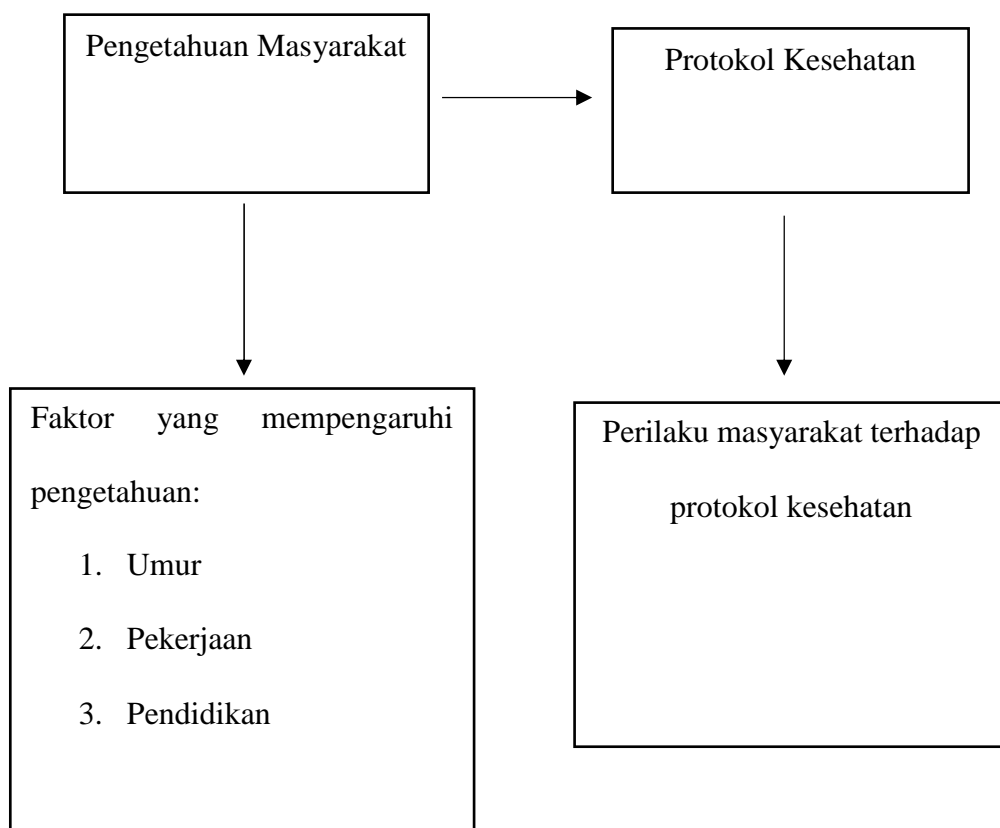 Pengetahuan Masyarakat
Protokol Kesehatan
Faktor yang mempengaruhi
pengetahuan:
1. Umur
2. Pekerjaan
3. Pendidikan
Perilaku masyarakat terhadap
protokol kesehatan